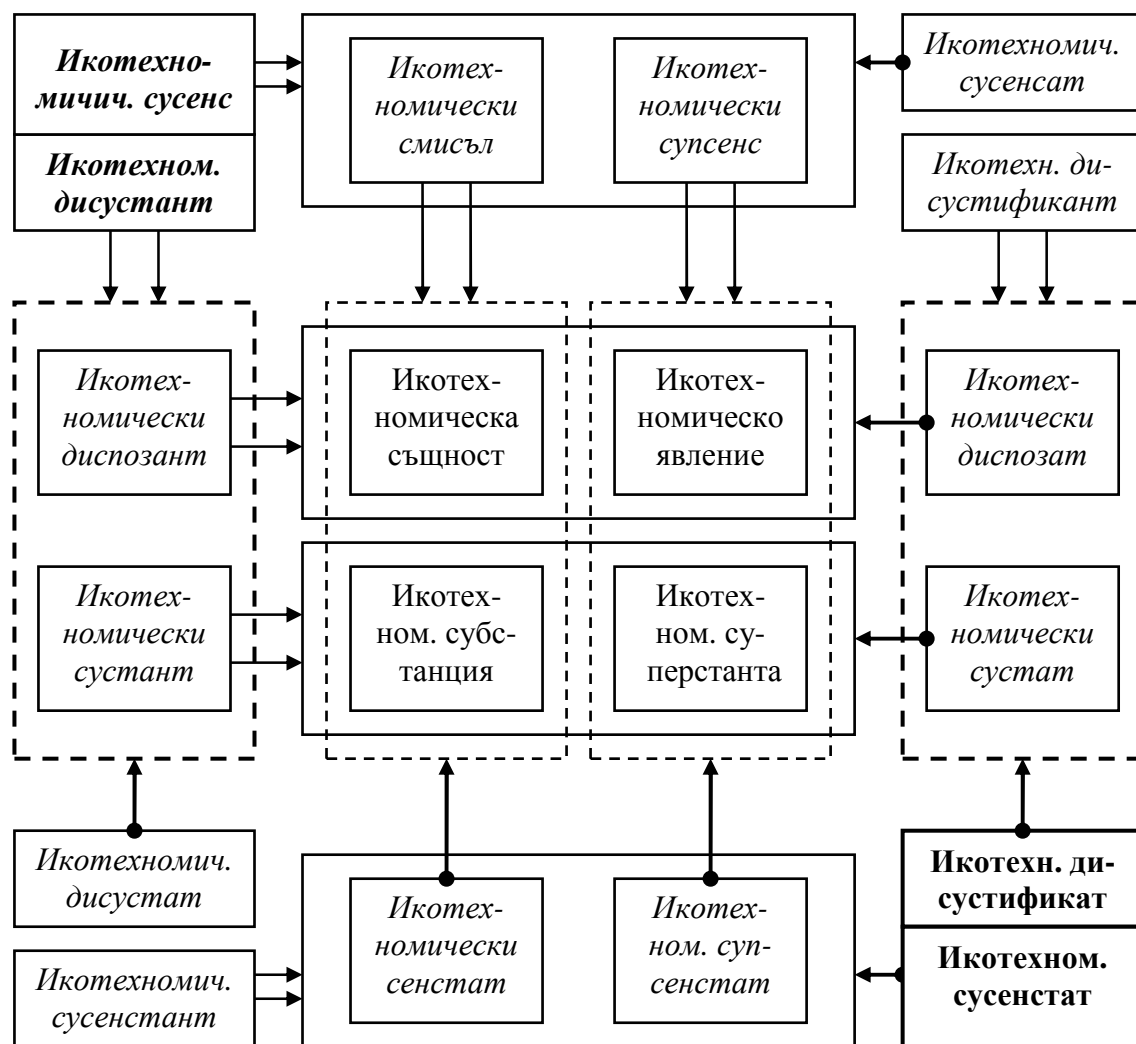 Икотехно-
мичич. сусенс
Икотехном.
дисустант
Икотех-
номически
смисъл
Икотех-
номически
супсенс
Икотехномич.
сусенсат
Икотехн. ди-
сустификант
Икотех-
номически
диспозант
Икотех-
номическа
същност
Икотех-
номическо
явление
Икотех-
номически
диспозат
Икотех-
номически
сустант
Икотех-
ном. субс-
танция
Икотех-
ном. су-
перстанта
Икотех-
номически
сустат
Икотехномич.
дисустат
Икотехномич.
сусенстант
Икотех-
номически
сенстат
Икотех-
ном. суп-
сенстат
Икотехн. ди-
сустификат
Икотехном.
сусенстат